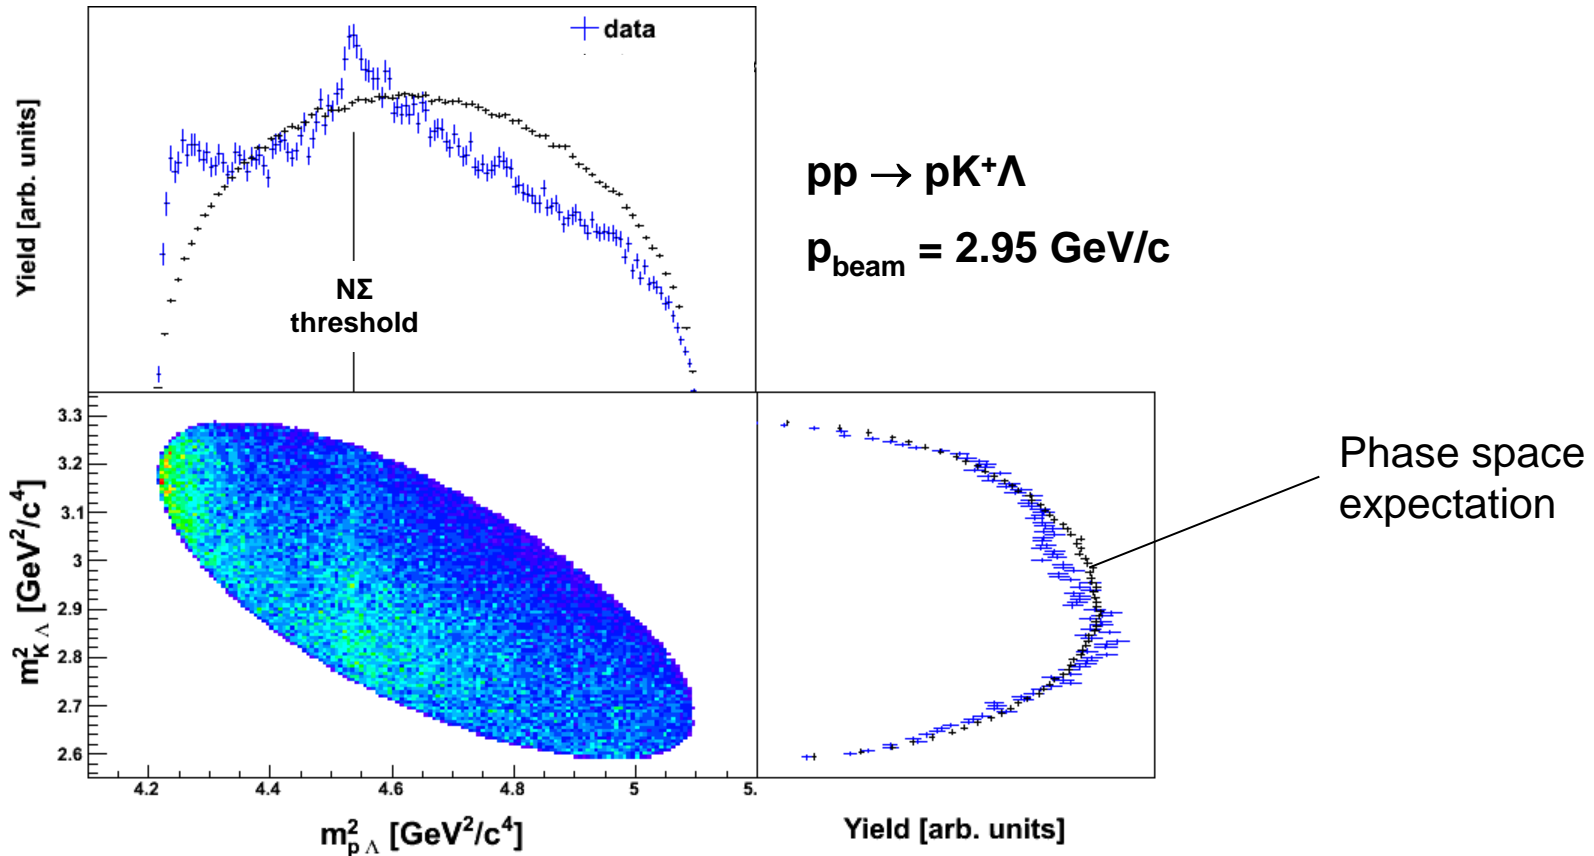 data
Yield [arb. units]
NΣ
threshold
pp → pK⁺Λ
p_beam = 2.95 GeV/c
Phase space
expectation
3.3
3.2
3.1
3
2.9
2.8
2.7
2.6
m²_KΛ [GeV²/c⁴]
4.2
4.4
4.6
4.8
5
5.
m²_pΛ [GeV²/c⁴]
Yield [arb. units]